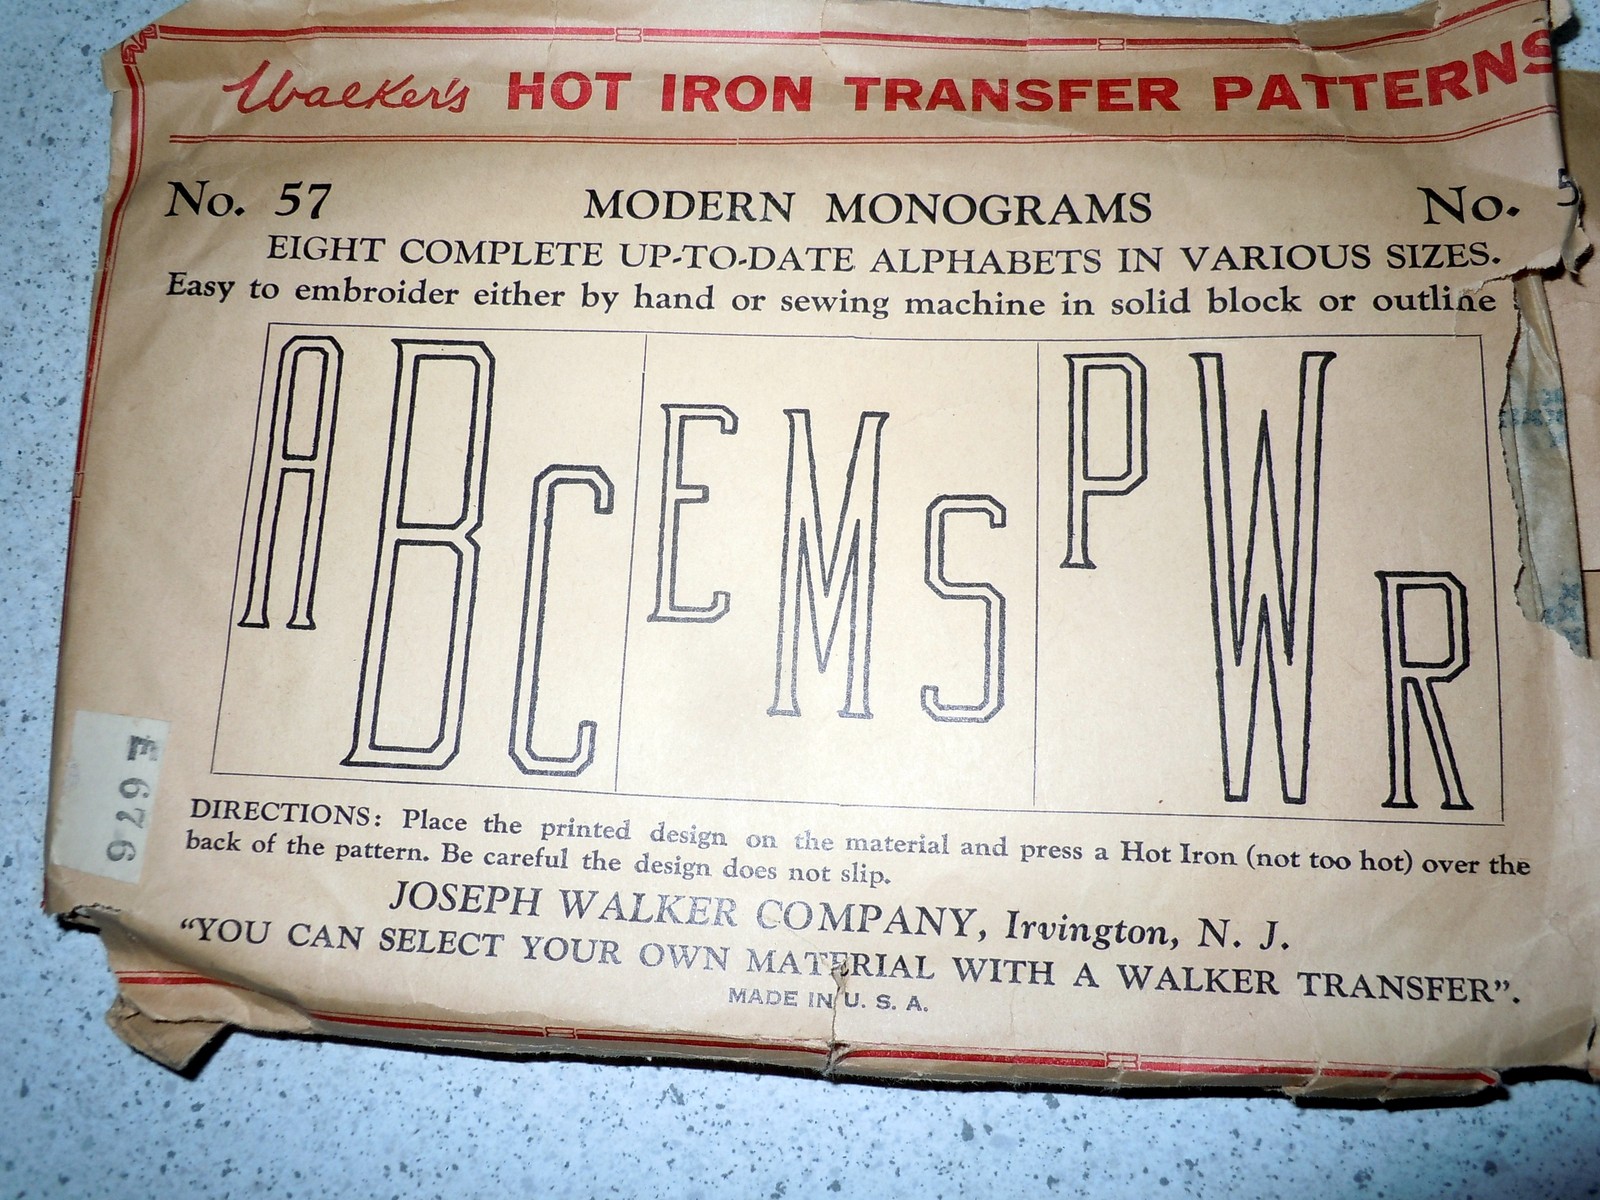 Walker's HOT IRON TRANSFER PATTERNS
No. 57 MODERN MONOGRAMS No. 5
EIGHT COMPLETE UP-TO-DATE ALPHABETS IN VARIOUS SIZES.
Easy to embroider either by hand or sewing machine in solid block or outline
A B C E M S P W R
DIRECTIONS: Place the printed design on the material and press a Hot Iron (not too hot) over the
back of the pattern. Be careful the design does not slip.
JOSEPH WALKER COMPANY, Irvington, N. J.
“YOU CAN SELECT YOUR OWN MATERIAL WITH A WALKER TRANSFER”.
MADE IN U. S. A.